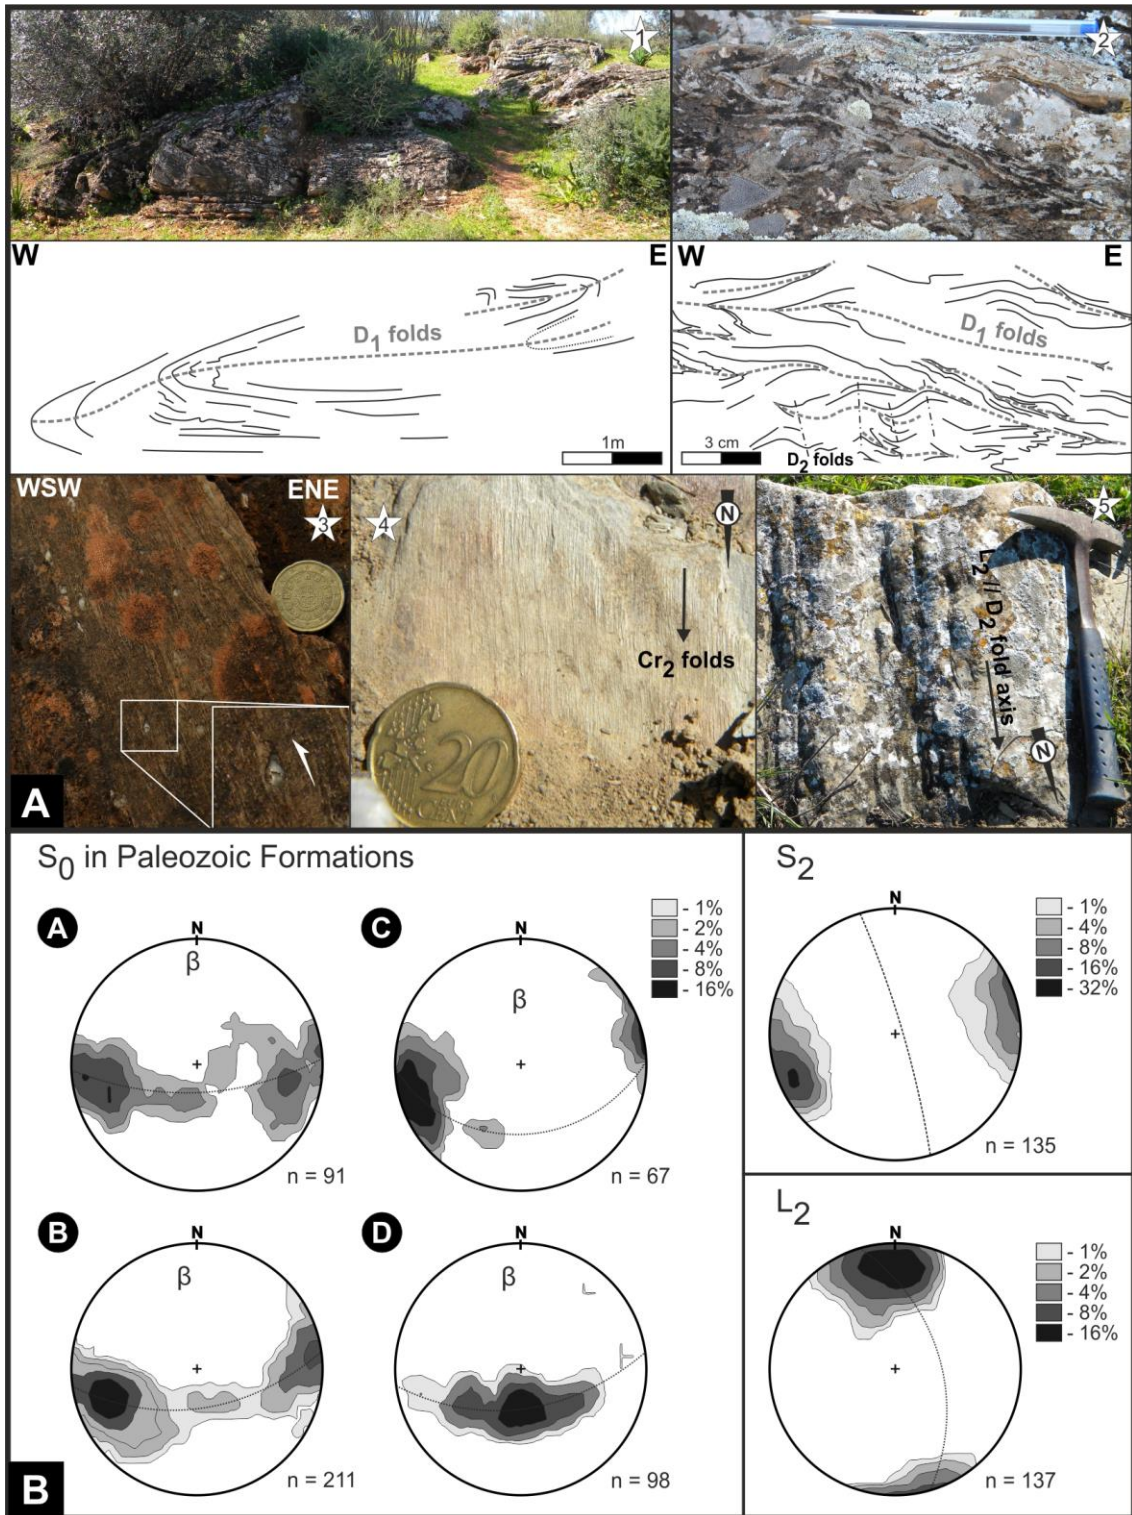 1
2
W
E
D1 folds
1m
W
E
D1 folds
3 cm
D2 folds
WSW
ENE
3
4
N
Cr2 folds
20
CENT
5
L2 // D2 fold axis
N
A
S0 in Paleozoic Formations
A
N
β
n = 91
C
N
β
n = 67
- 1%
- 2%
- 4%
- 8%
- 16%
B
N
β
n = 211
D
N
β
n = 98
B
S2
N
- 1%
- 4%
- 8%
- 16%
- 32%
n = 135
L2
N
- 1%
- 2%
- 4%
- 8%
- 16%
n = 137